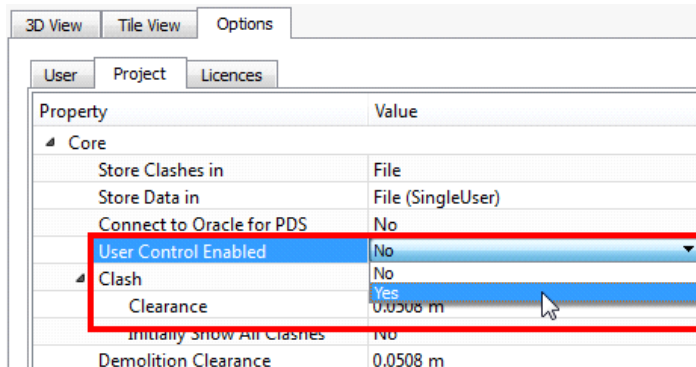 3D View Tile View Options
User Project Licences
Property Value
Core
Store Clashes in File
Store Data in File (SingleUser)
Connect to Oracle for PDS No
User Control Enabled No
Clash No
Yes
Clearance 0.0508 m
Initially Show All Clashes No
Demolition Clearance 0.0508 m